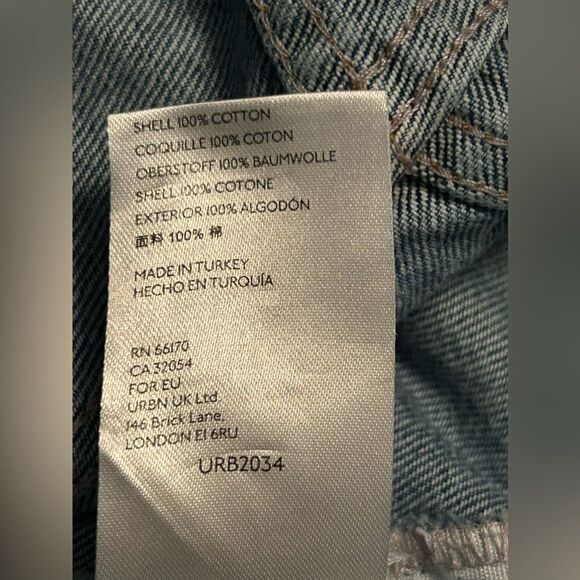 SHELL 100% COTTON
COQUILLE 100% COTON
OBERSTOFF 100% BAUMWOLLE
SHELL 100% COTONE
EXTERIOR 100% ALGODÓN
面料 100% 棉
MADE IN TURKEY
HECHO EN TURQUÍA
RN 66170
CA 32054
FOR EU
URBN UK Ltd
146 Brick Lane,
LONDON E1 6RU
URB2034